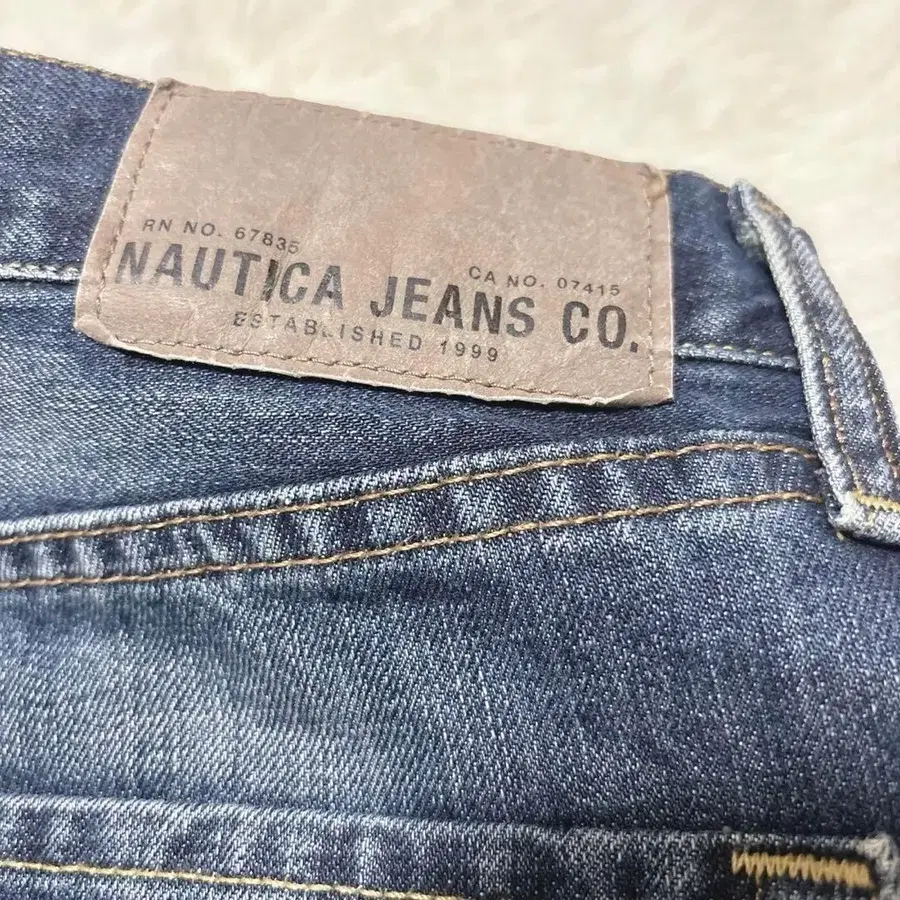 RN NO. 67835
CA NO. 07415
NAUTICA JEANS CO.
ESTABLISHED 1999